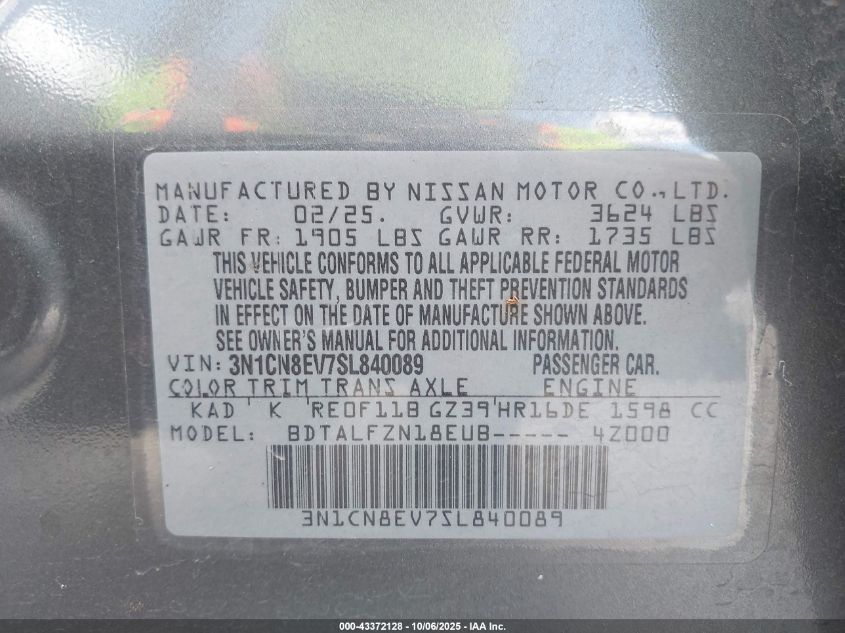 MANUFACTURED BY NISSAN MOTOR CO., LTD.
DATE: 02/25. GVWR: 3624 LBS
GAWR FR: 1905 LBS GAWR RR: 1735 LBS
THIS VEHICLE CONFORMS TO ALL APPLICABLE FEDERAL MOTOR
VEHICLE SAFETY, BUMPER AND THEFT PREVENTION STANDARDS
IN EFFECT ON THE DATE OF MANUFACTURE SHOWN ABOVE.
SEE OWNER'S MANUAL FOR ADDITIONAL INFORMATION.
VIN: 3N1CN8EV7SL840089 PASSENGER CAR.
COLOR TRIM TRANS AXLE ENGINE
KAD K RE0F11B GZ39 HR16DE 1598 CC
MODEL: BDTALFZN18EUB----- 4Z000
3N1CN8EV7SL840089
000-43372128 - 10/06/2025 - IAA Inc.